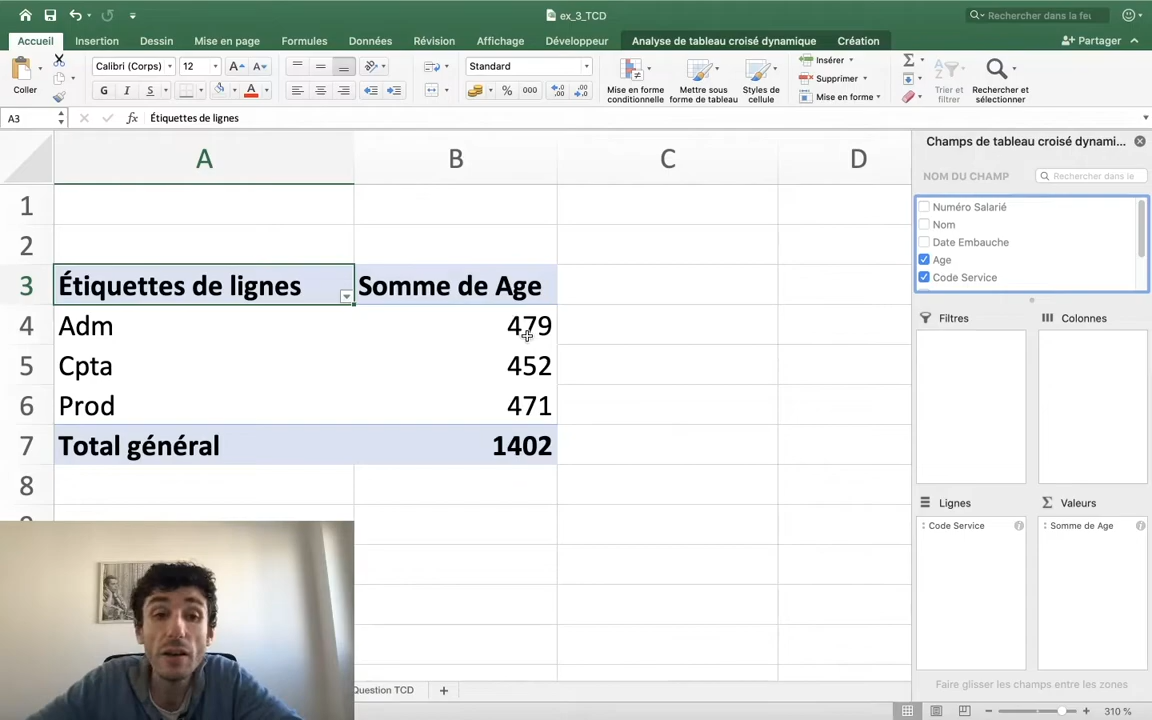 ex_3_TCD
Rechercher dans la feu
Accueil Insertion Dessin Mise en page Formules Données Révision Affichage Développeur Analyse de tableau croisé dynamique Création Partager
Coller
Calibri (Corps) 12 A A
G I S A
Standard
% 000
Mise en forme conditionnelle
Mettre sous forme de tableau
Styles de cellule
Insérer
Supprimer
Mise en forme
Trier et filtrer
Rechercher et sélectionner
A3 fx Étiquettes de lignes
A B C D
1
2
3 Étiquettes de lignes Somme de Age
4 Adm 479
5 Cpta 452
6 Prod 471
7 Total général 1402
8
Question TCD +
Champs de tableau croisé dynami...
NOM DU CHAMP Rechercher dans le
Numéro Salarié
Nom
Date Embauche
Age
Code Service
Filtres Colonnes
Lignes Valeurs
Code Service Somme de Age
Faire glisser les champs entre les zones
310 %